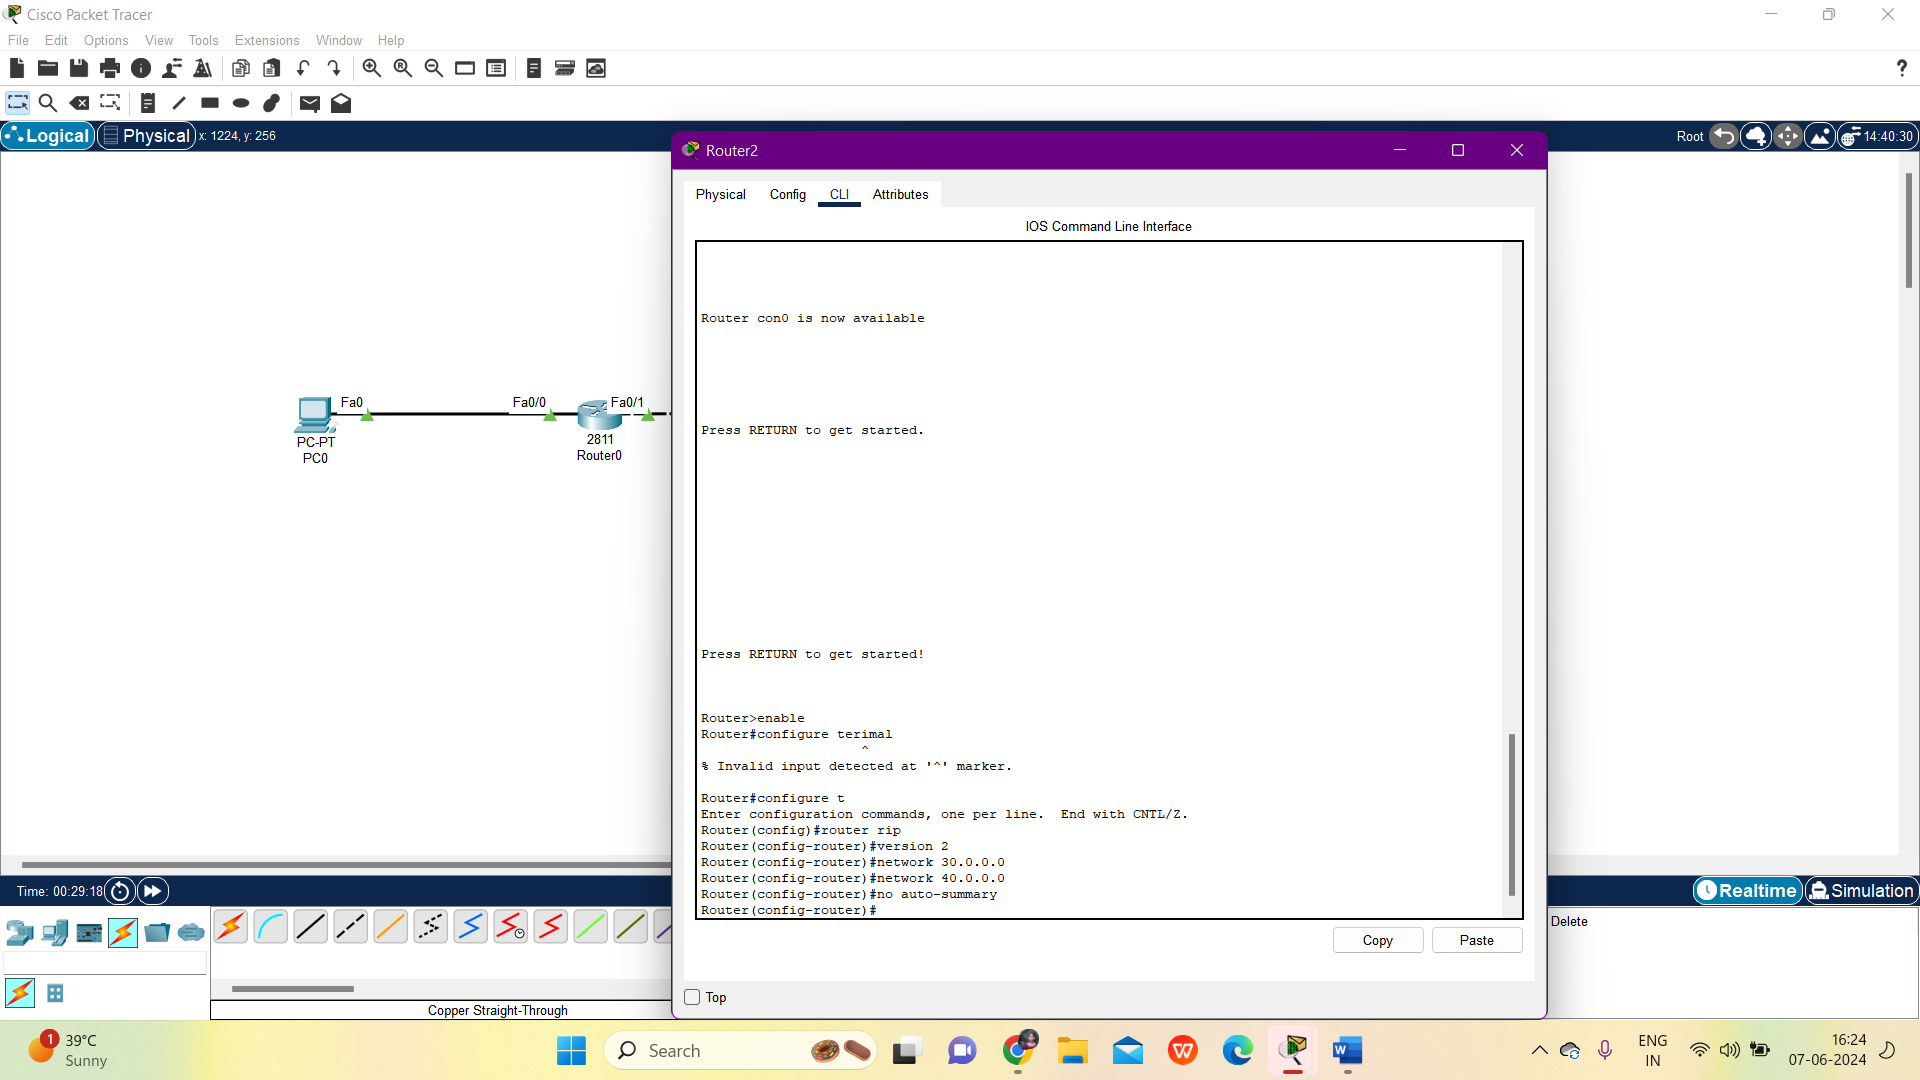 Cisco Packet Tracer
File Edit Options View Tools Extensions Window Help
?
Logical Physical x: 1224, y: 256
Root 14:40:30
Router2
Physical Config CLI Attributes
IOS Command Line Interface
Router con0 is now available
Press RETURN to get started.
Press RETURN to get started!
Router>enable
Router#configure terimal
^
% Invalid input detected at '^' marker.
Router#configure t
Enter configuration commands, one per line.  End with CNTL/Z.
Router(config)#router rip
Router(config-router)#version 2
Router(config-router)#network 30.0.0.0
Router(config-router)#network 40.0.0.0
Router(config-router)#no auto-summary
Router(config-router)#
Copy Paste
Top
Fa0 Fa0/0 Fa0/1
PC-PT
PC0
2811
Router0
Time: 00:29:18
Realtime Simulation
Delete
Copper Straight-Through
1
39°C
Sunny
Search
W
W
ENG
IN
16:24
07-06-2024